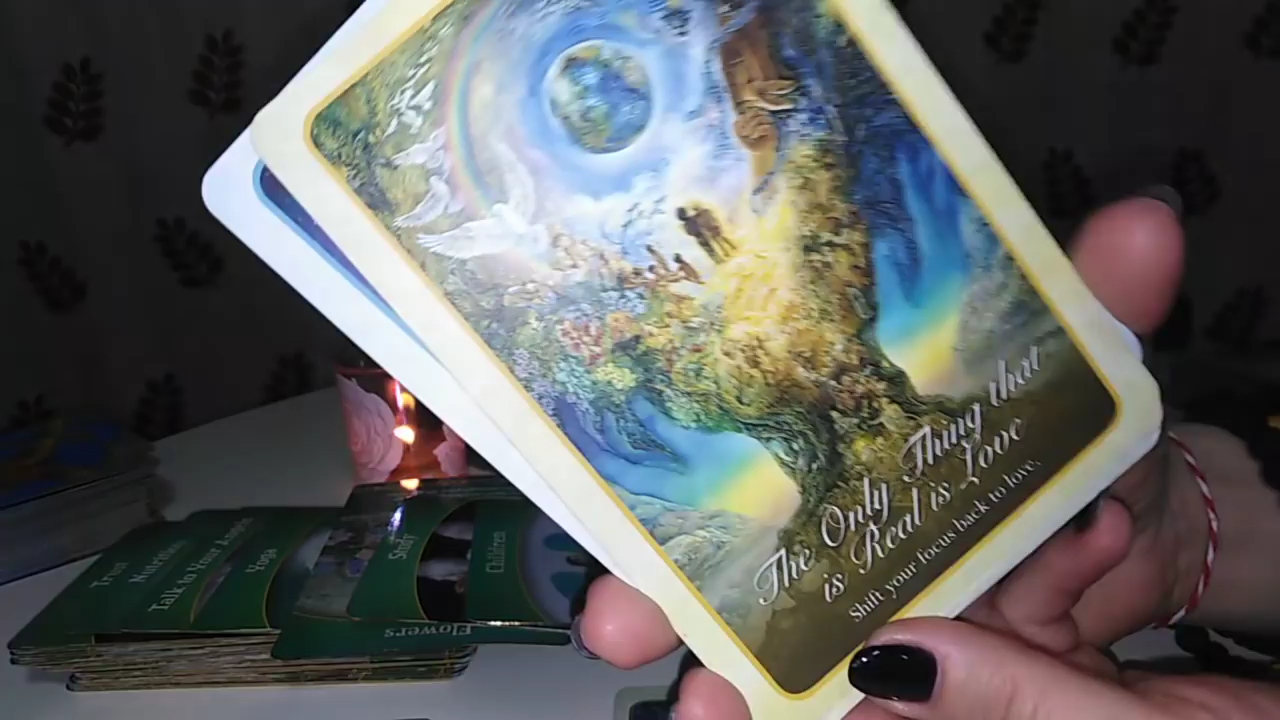 The Only Thing that
is Real is Love
Shift your focus back to love.
Trust
Nutrition
Talk to Your Angels
Yoga
Study
Children
Flowers